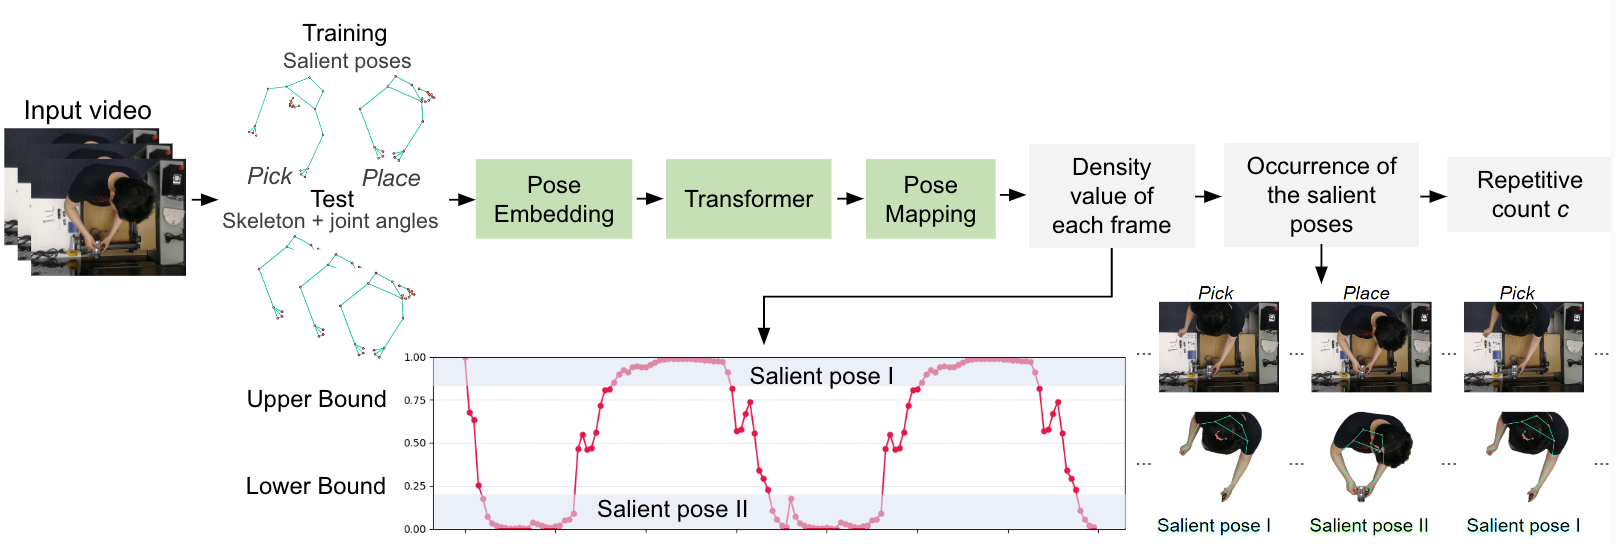 Input video
Training
Salient poses
Pick
Place
Test
Skeleton + joint angles
Pose
Embedding
Transformer
Pose
Mapping
Density
value of
each frame
Occurrence of
the salient
poses
Repetitive
count c
Upper Bound
Lower Bound
1.00
0.75
0.50
0.25
0.00
Salient pose I
Salient pose II
Pick
Place
Pick
...
...
...
...
...
...
...
...
Salient pose I
Salient pose II
Salient pose I